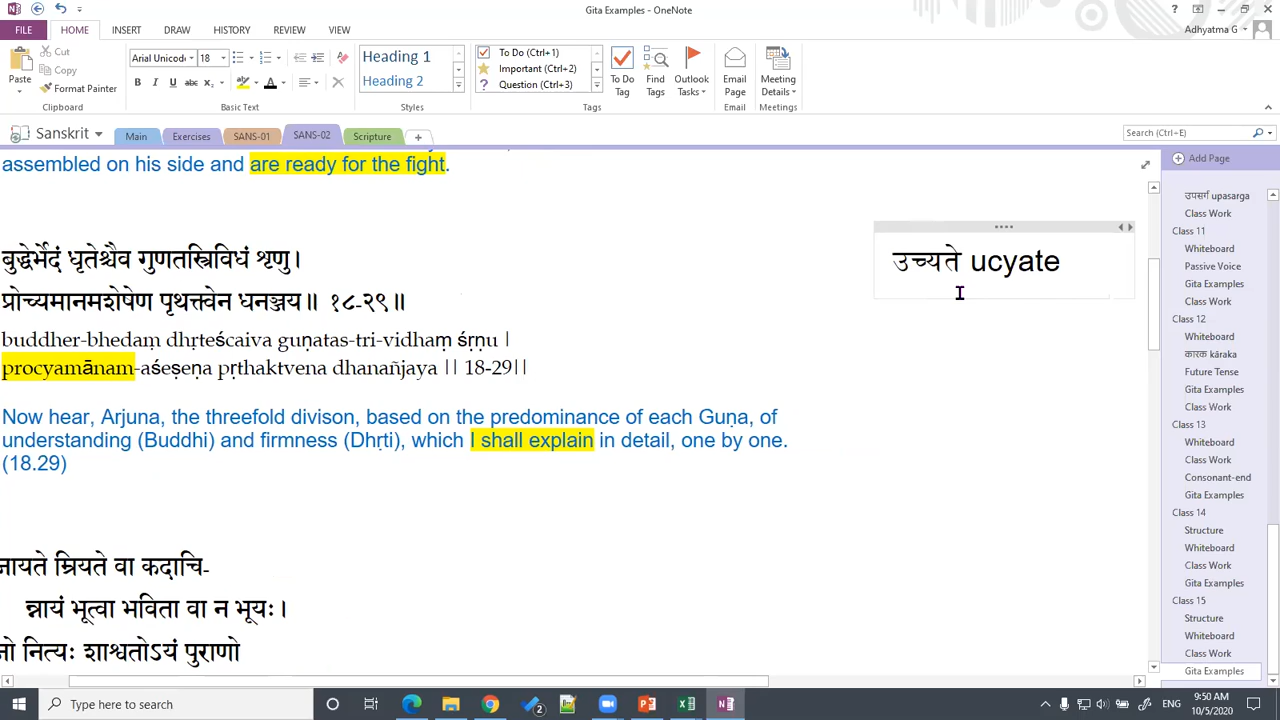 Gita Examples - OneNote
FILE HOME INSERT DRAW HISTORY REVIEW VIEW
Adhyatma G
Paste
Cut
Copy
Format Painter
Clipboard
Arial Unicode 18
B I U abc
Basic Text
Heading 1
Heading 2
Styles
To Do (Ctrl+1)
Important (Ctrl+2)
Question (Ctrl+3)
Tags
To Do Tag
Find Tags
Outlook Tasks
Email Page
Email
Meeting Details
Meetings
Sanskrit Main Exercises SANS-01 SANS-02 Scripture
Search (Ctrl+E)
assembled on his side and are ready for the fight.
बुद्धेर्भेदं धृतेश्चैव गुणतस्त्रिविधं शृणु।
प्रोच्यमानमशेषेण पृथक्त्वेन धनञ्जय॥ १८-२९॥
buddher-bhedaṃ dhṛteścaiva guṇatas-tri-vidhaṃ śṛṇu |
procyamānam-aśeṣeṇa pṛthaktvena dhanañjaya || 18-29||
Now hear, Arjuna, the threefold divison, based on the predominance of each Guṇa, of
understanding (Buddhi) and firmness (Dhṛti), which I shall explain in detail, one by one.
(18.29)
जायते म्रियते वा कदाचि-
न्नायं भूत्वा भविता वा न भूयः।
नो नित्यः शाश्वतोऽयं पुराणो
उच्यते ucyate
Add Page
उपसर्ग upasarga
Class Work
Class 11
Whiteboard
Passive Voice
Gita Examples
Class Work
Class 12
Whiteboard
कारक kāraka
Future Tense
Gita Examples
Class Work
Class 13
Whiteboard
Class Work
Consonant-end
Gita Examples
Class 14
Structure
Whiteboard
Class Work
Gita Examples
Class 15
Structure
Whiteboard
Class Work
Gita Examples
Type here to search
2
9:50 AM
10/5/2020